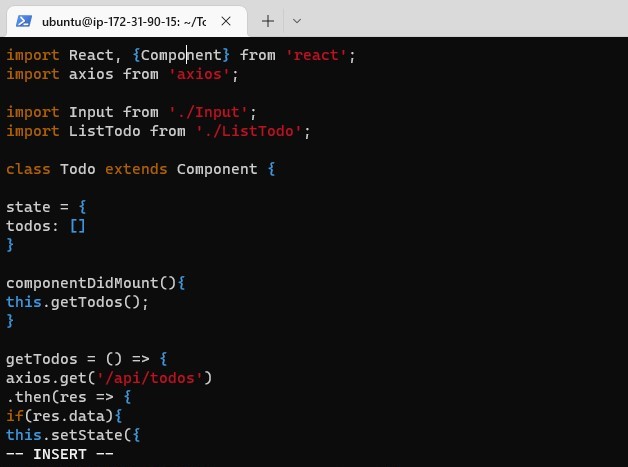 ubuntu@ip-172-31-90-15: ~/To
import React, {Component} from 'react';
import axios from 'axios';
import Input from './Input';
import ListTodo from './ListTodo';
class Todo extends Component {
state = {
todos: []
}
componentDidMount(){
this.getTodos();
}
getTodos = () => {
axios.get('/api/todos')
.then(res => {
if(res.data){
this.setState({
-- INSERT --